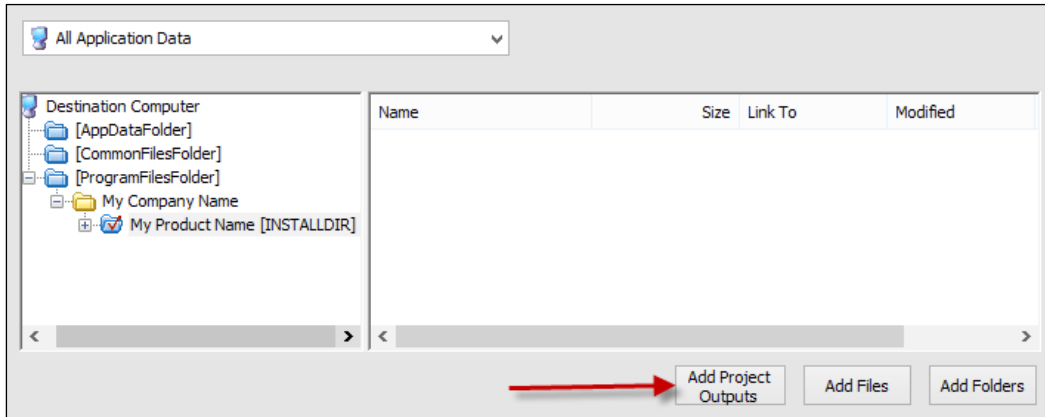 All Application Data
Destination Computer
[AppDataFolder]
[CommonFilesFolder]
[ProgramFilesFolder]
My Company Name
My Product Name [INSTALLDIR]
Name Size Link To Modified
Add Project
Outputs
Add Files
Add Folders